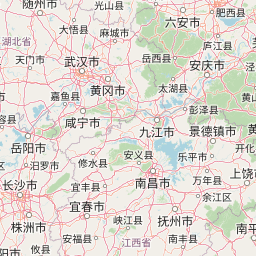 随州市
光山县
六安市
肥西
大悟县
湖北省
麻城市
庐江县
天门市
武汉市
岳西县
安庆市
黄冈市
太湖县
嘉鱼县
彭泽县
咸宁市
九江市
景德镇市
岳阳市
汨罗市
修水县
安义县
乐平市
上饶市
长沙市
宜丰县
南昌市
万年县
余江区
株洲市
宜春市
峡江县
抚州市
攸县
安福县
南丰县
南平
江西省